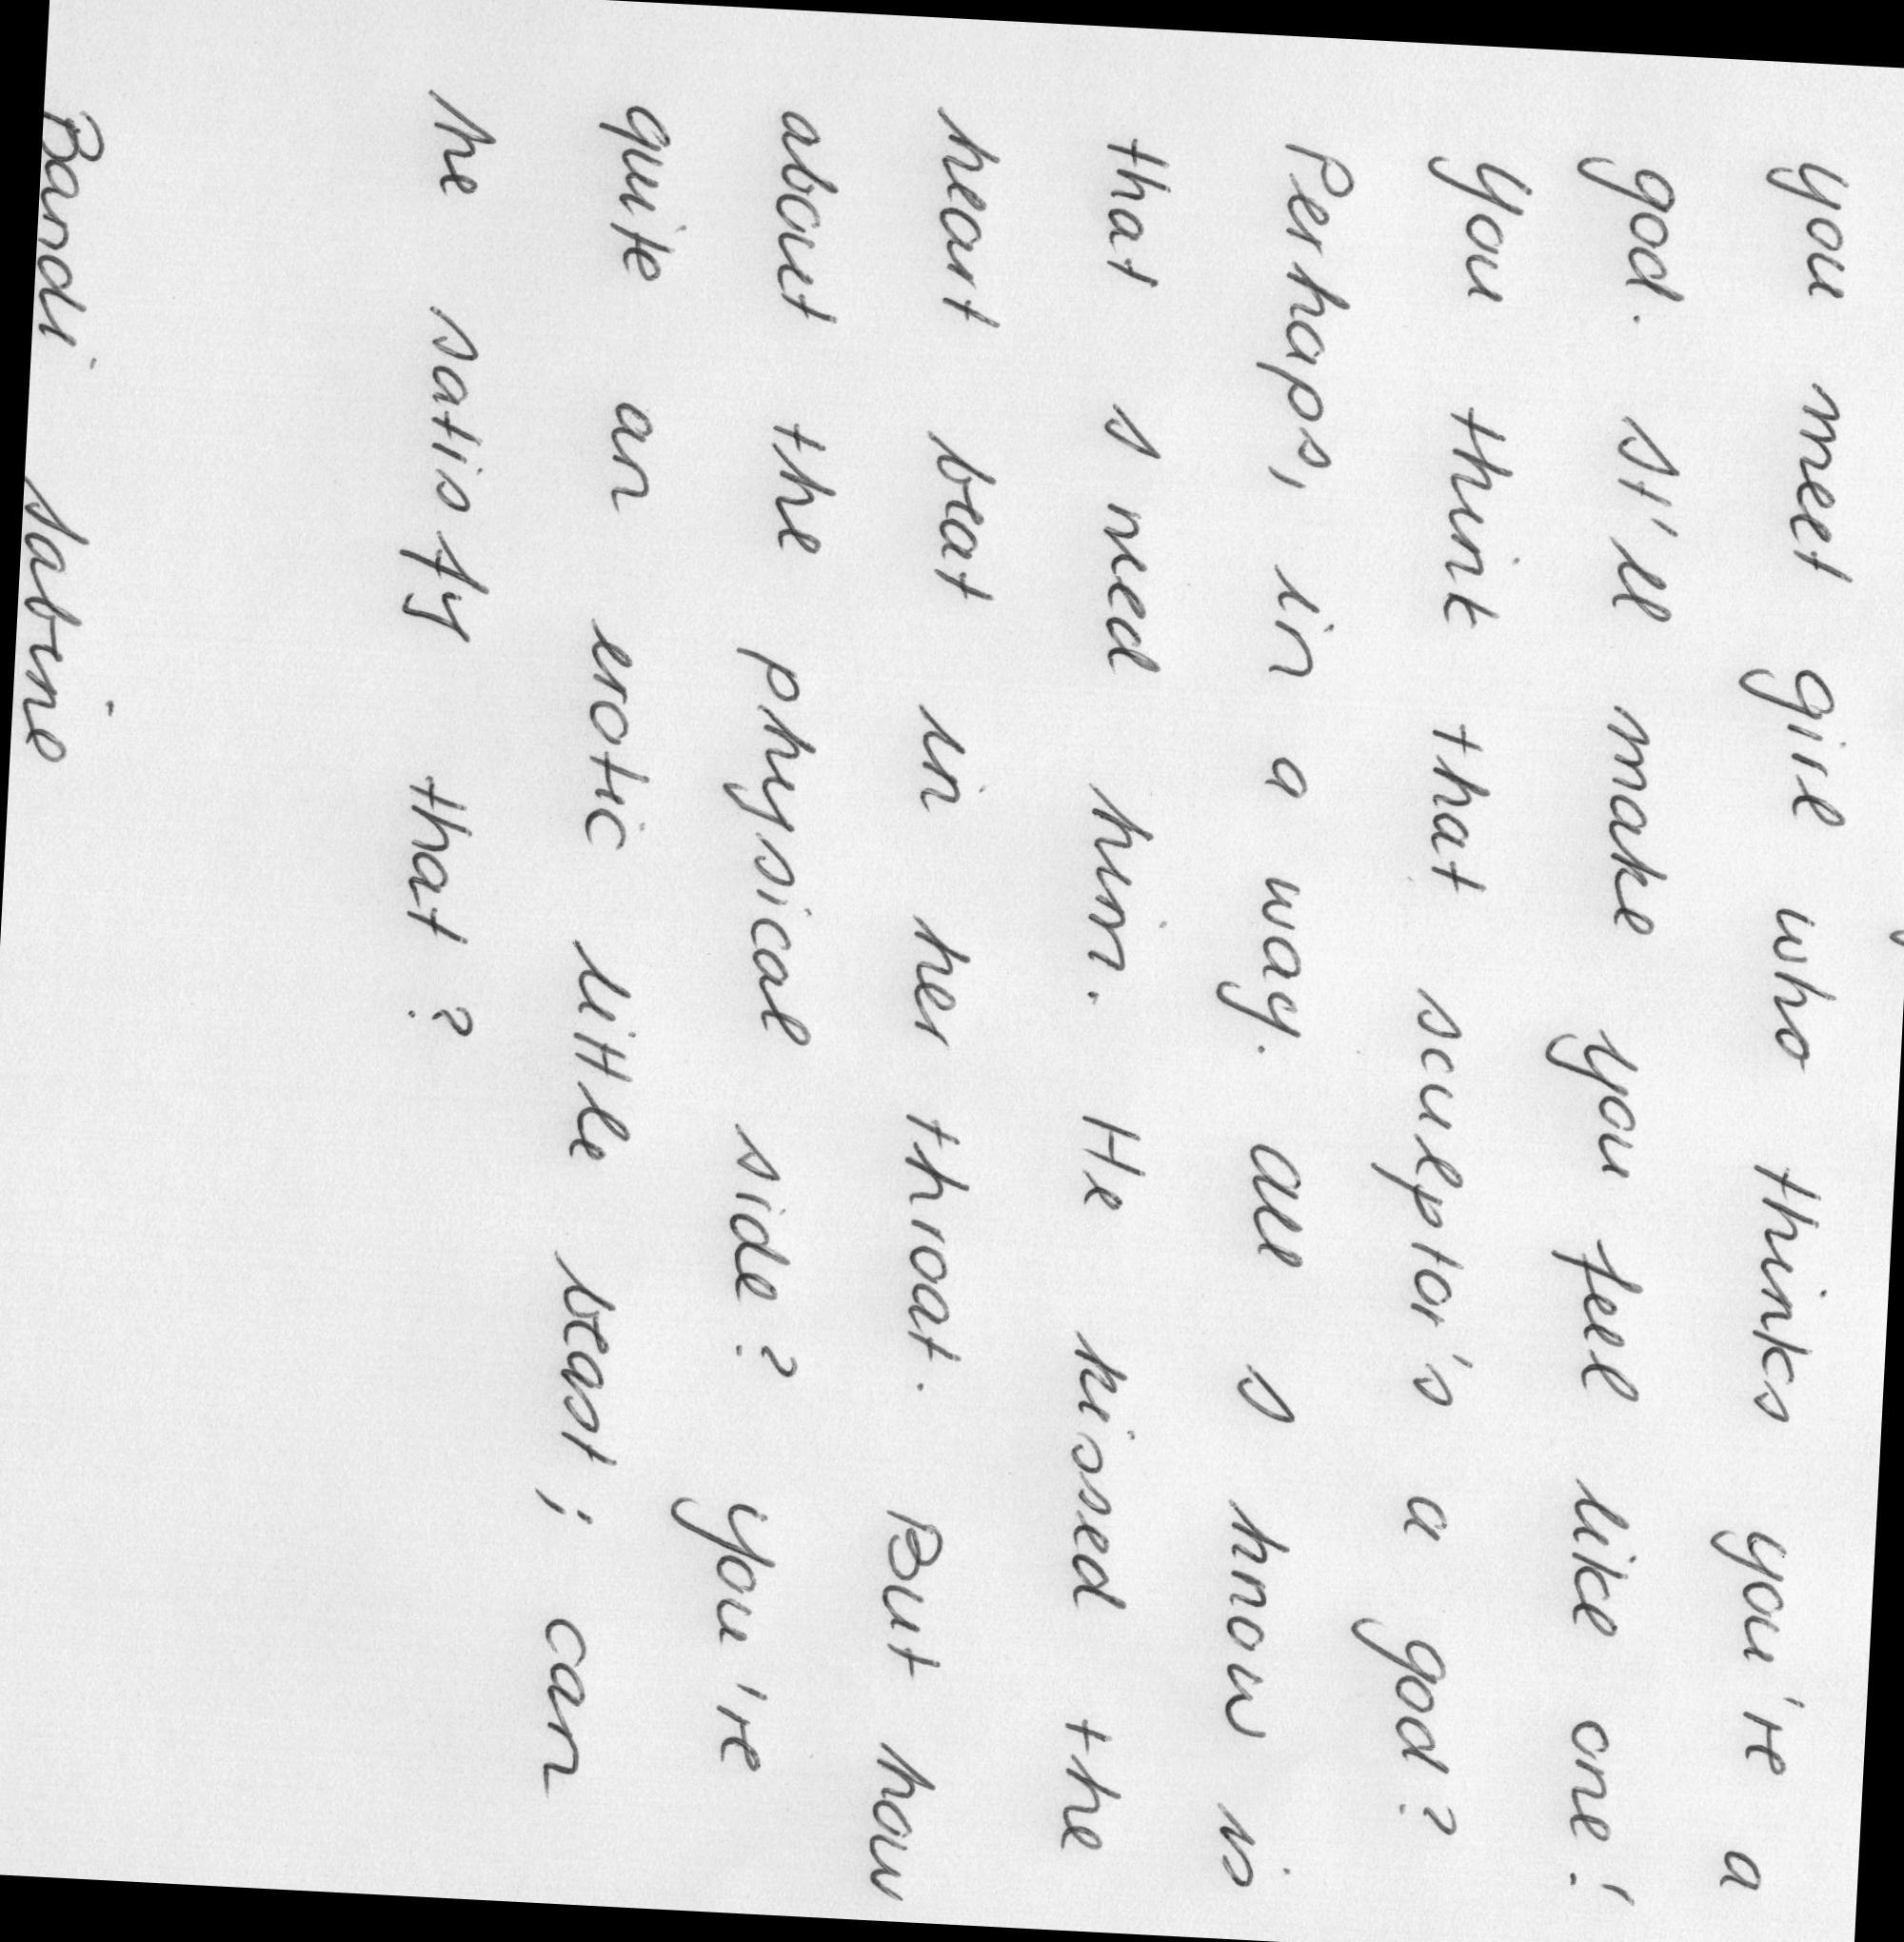 you meet girl who thinks you're a
god. st'll make you feel like one!
you think that sculptor's a god?
Perhaps, in a way. all s know is
that s need him. He kissed the
heart beat in her throat. But how
about the physical side? you're
quite an erotic little beast; can
he satisfy that?
Bandi sabine